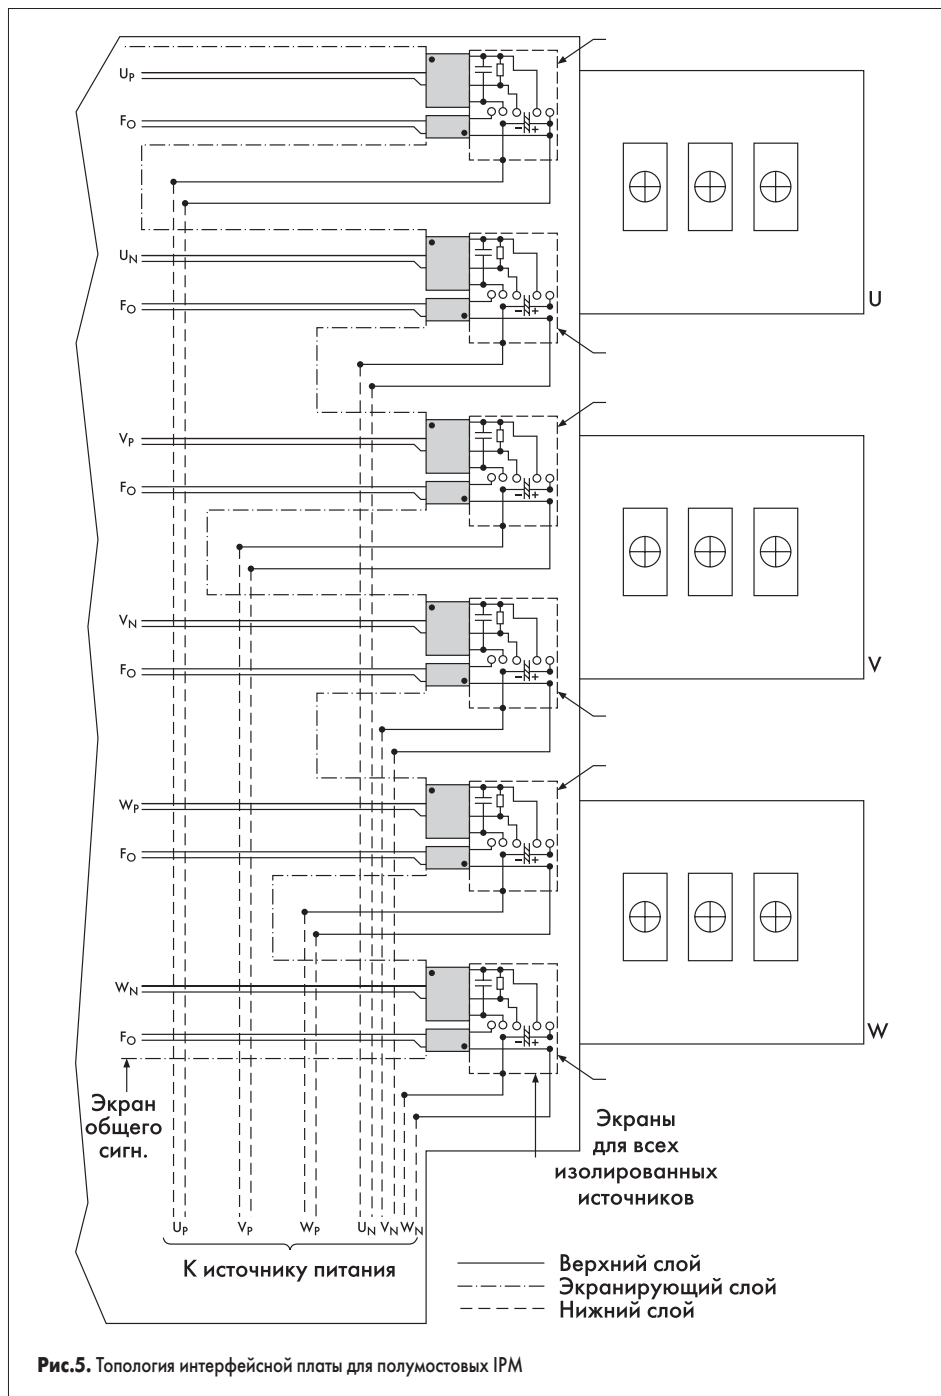 UP
FO
UN
FO
U
VP
FO
VN
FO
V
WP
FO
WN
FO
W
Экран
общего
сигн.
Экраны
для всех
изолированных
источников
UP VP WP UN VN WN
К источнику питания
Верхний слой
Экранирующий слой
Нижний слой
Рис.5. Топология интерфейсной платы для полумостовых IPM